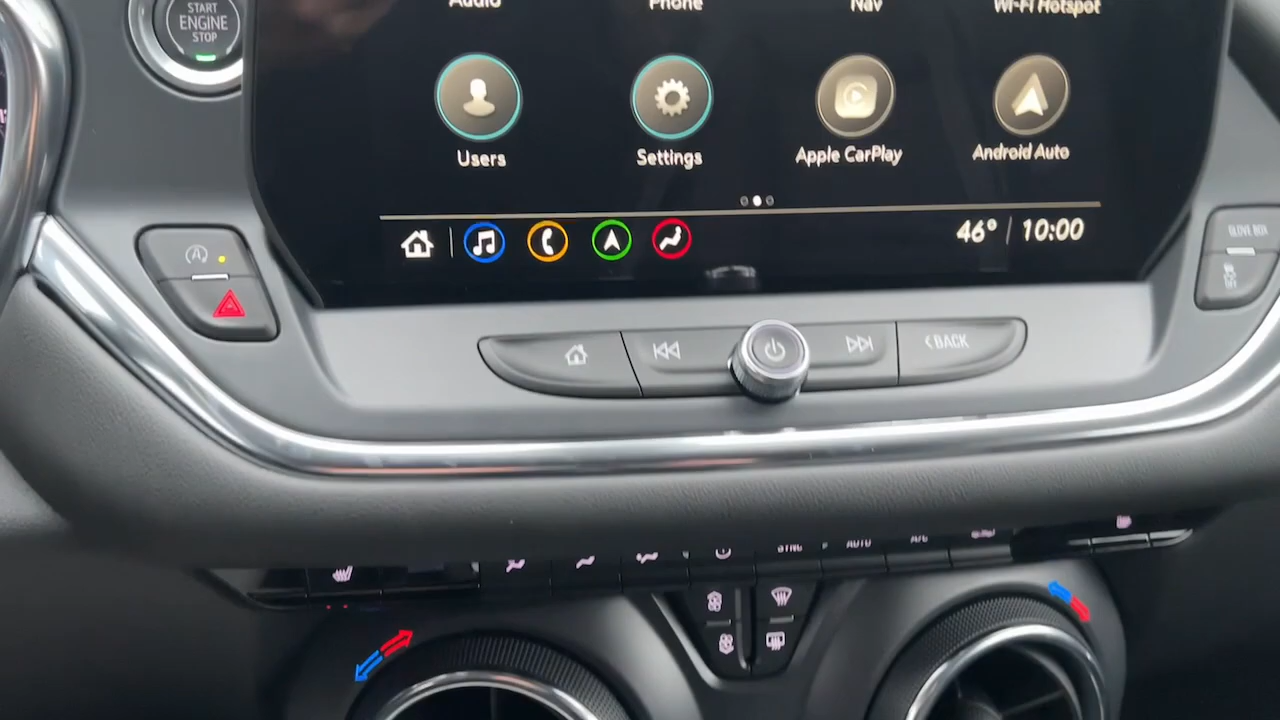 START
ENGINE
STOP
Audio
Phone
Nav
Wi-Fi Hotspot
Users
Settings
Apple CarPlay
Android Auto
46° 10:00
A
GLOVE BOX
BACK
SYNC
AUTO
A/C